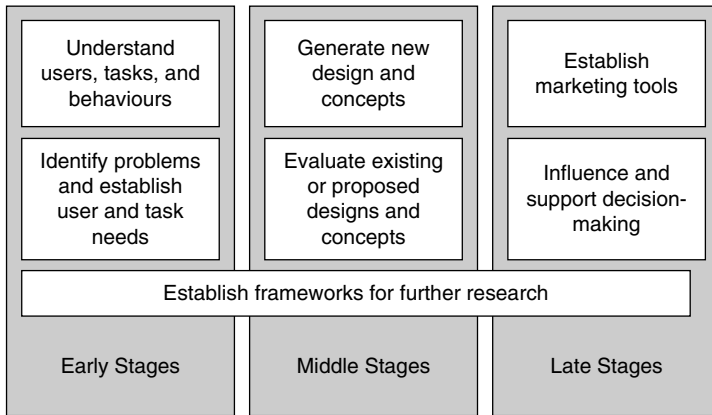 Understand
users, tasks, and
behaviours
Identify problems
and establish
user and task
needs
Generate new
design and
concepts
Evaluate existing
or proposed
designs and
concepts
Establish
marketing tools
Influence and
support decision-
making
Establish frameworks for further research
Early Stages
Middle Stages
Late Stages